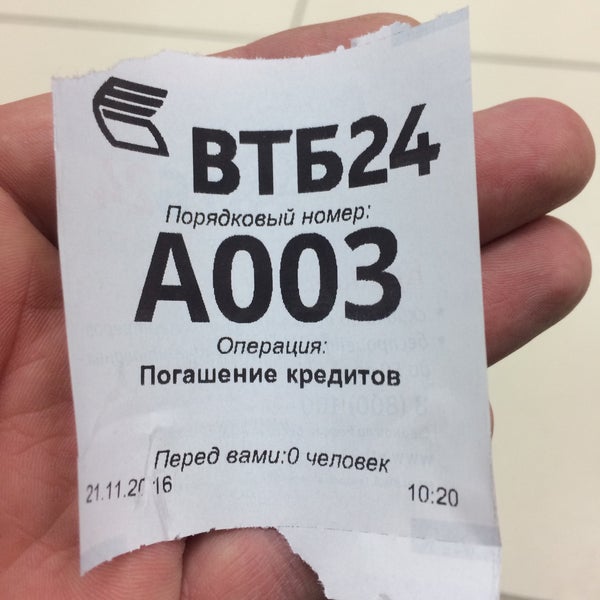 ВТБ24
Порядковый номер:
А003
Операция:
Погашение кредитов
Перед вами:0 человек
21.11.2016 10:20